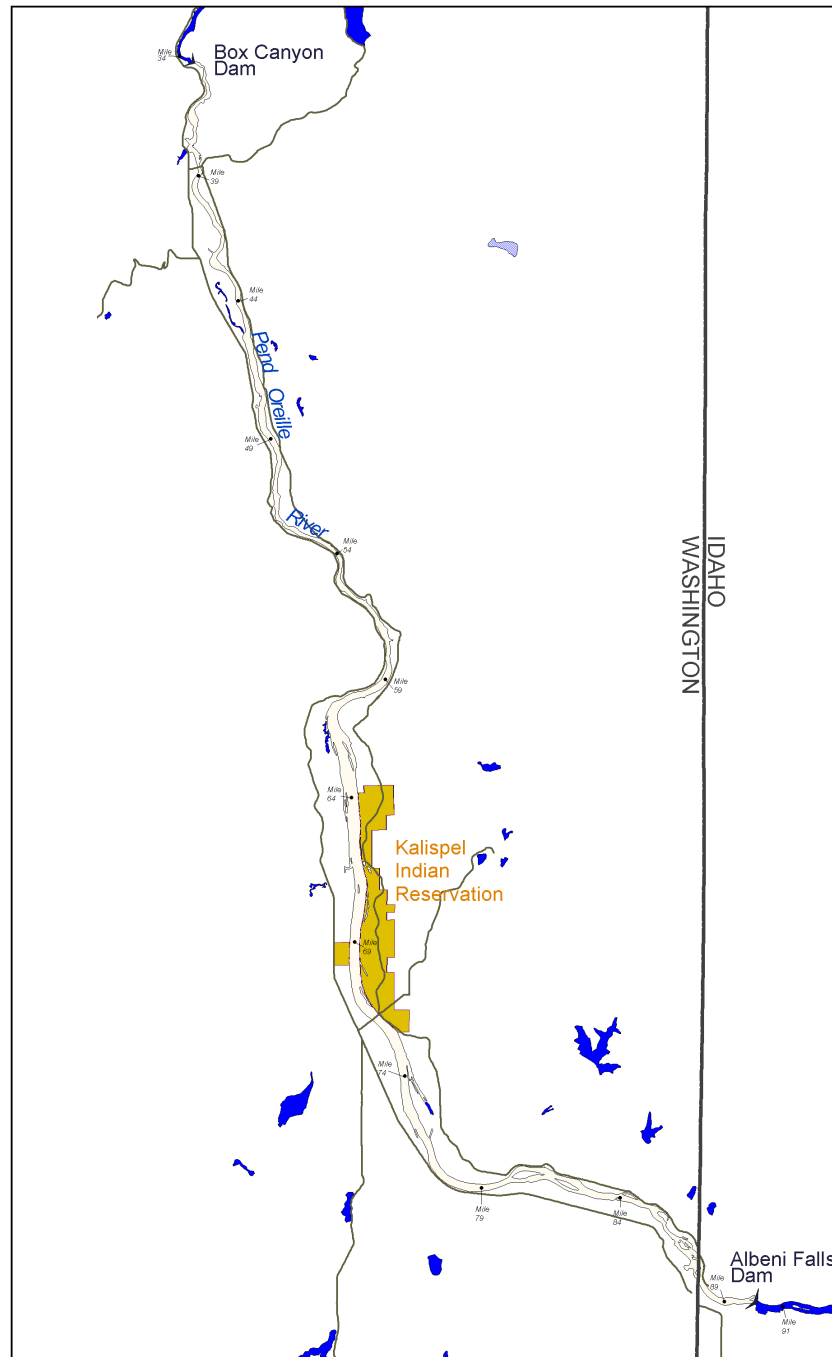 Mile
34
Box Canyon
Dam
Mile
39
Mile
44
Pend Oreille
Mile
49
River
Mile
54
IDAHO
WASHINGTON
Mile
59
Mile
64
Kalispel
Indian
Reservation
Mile
69
Mile
74
Mile
79
Mile
84
Albeni Falls
Dam
Mile
89
Mile
91